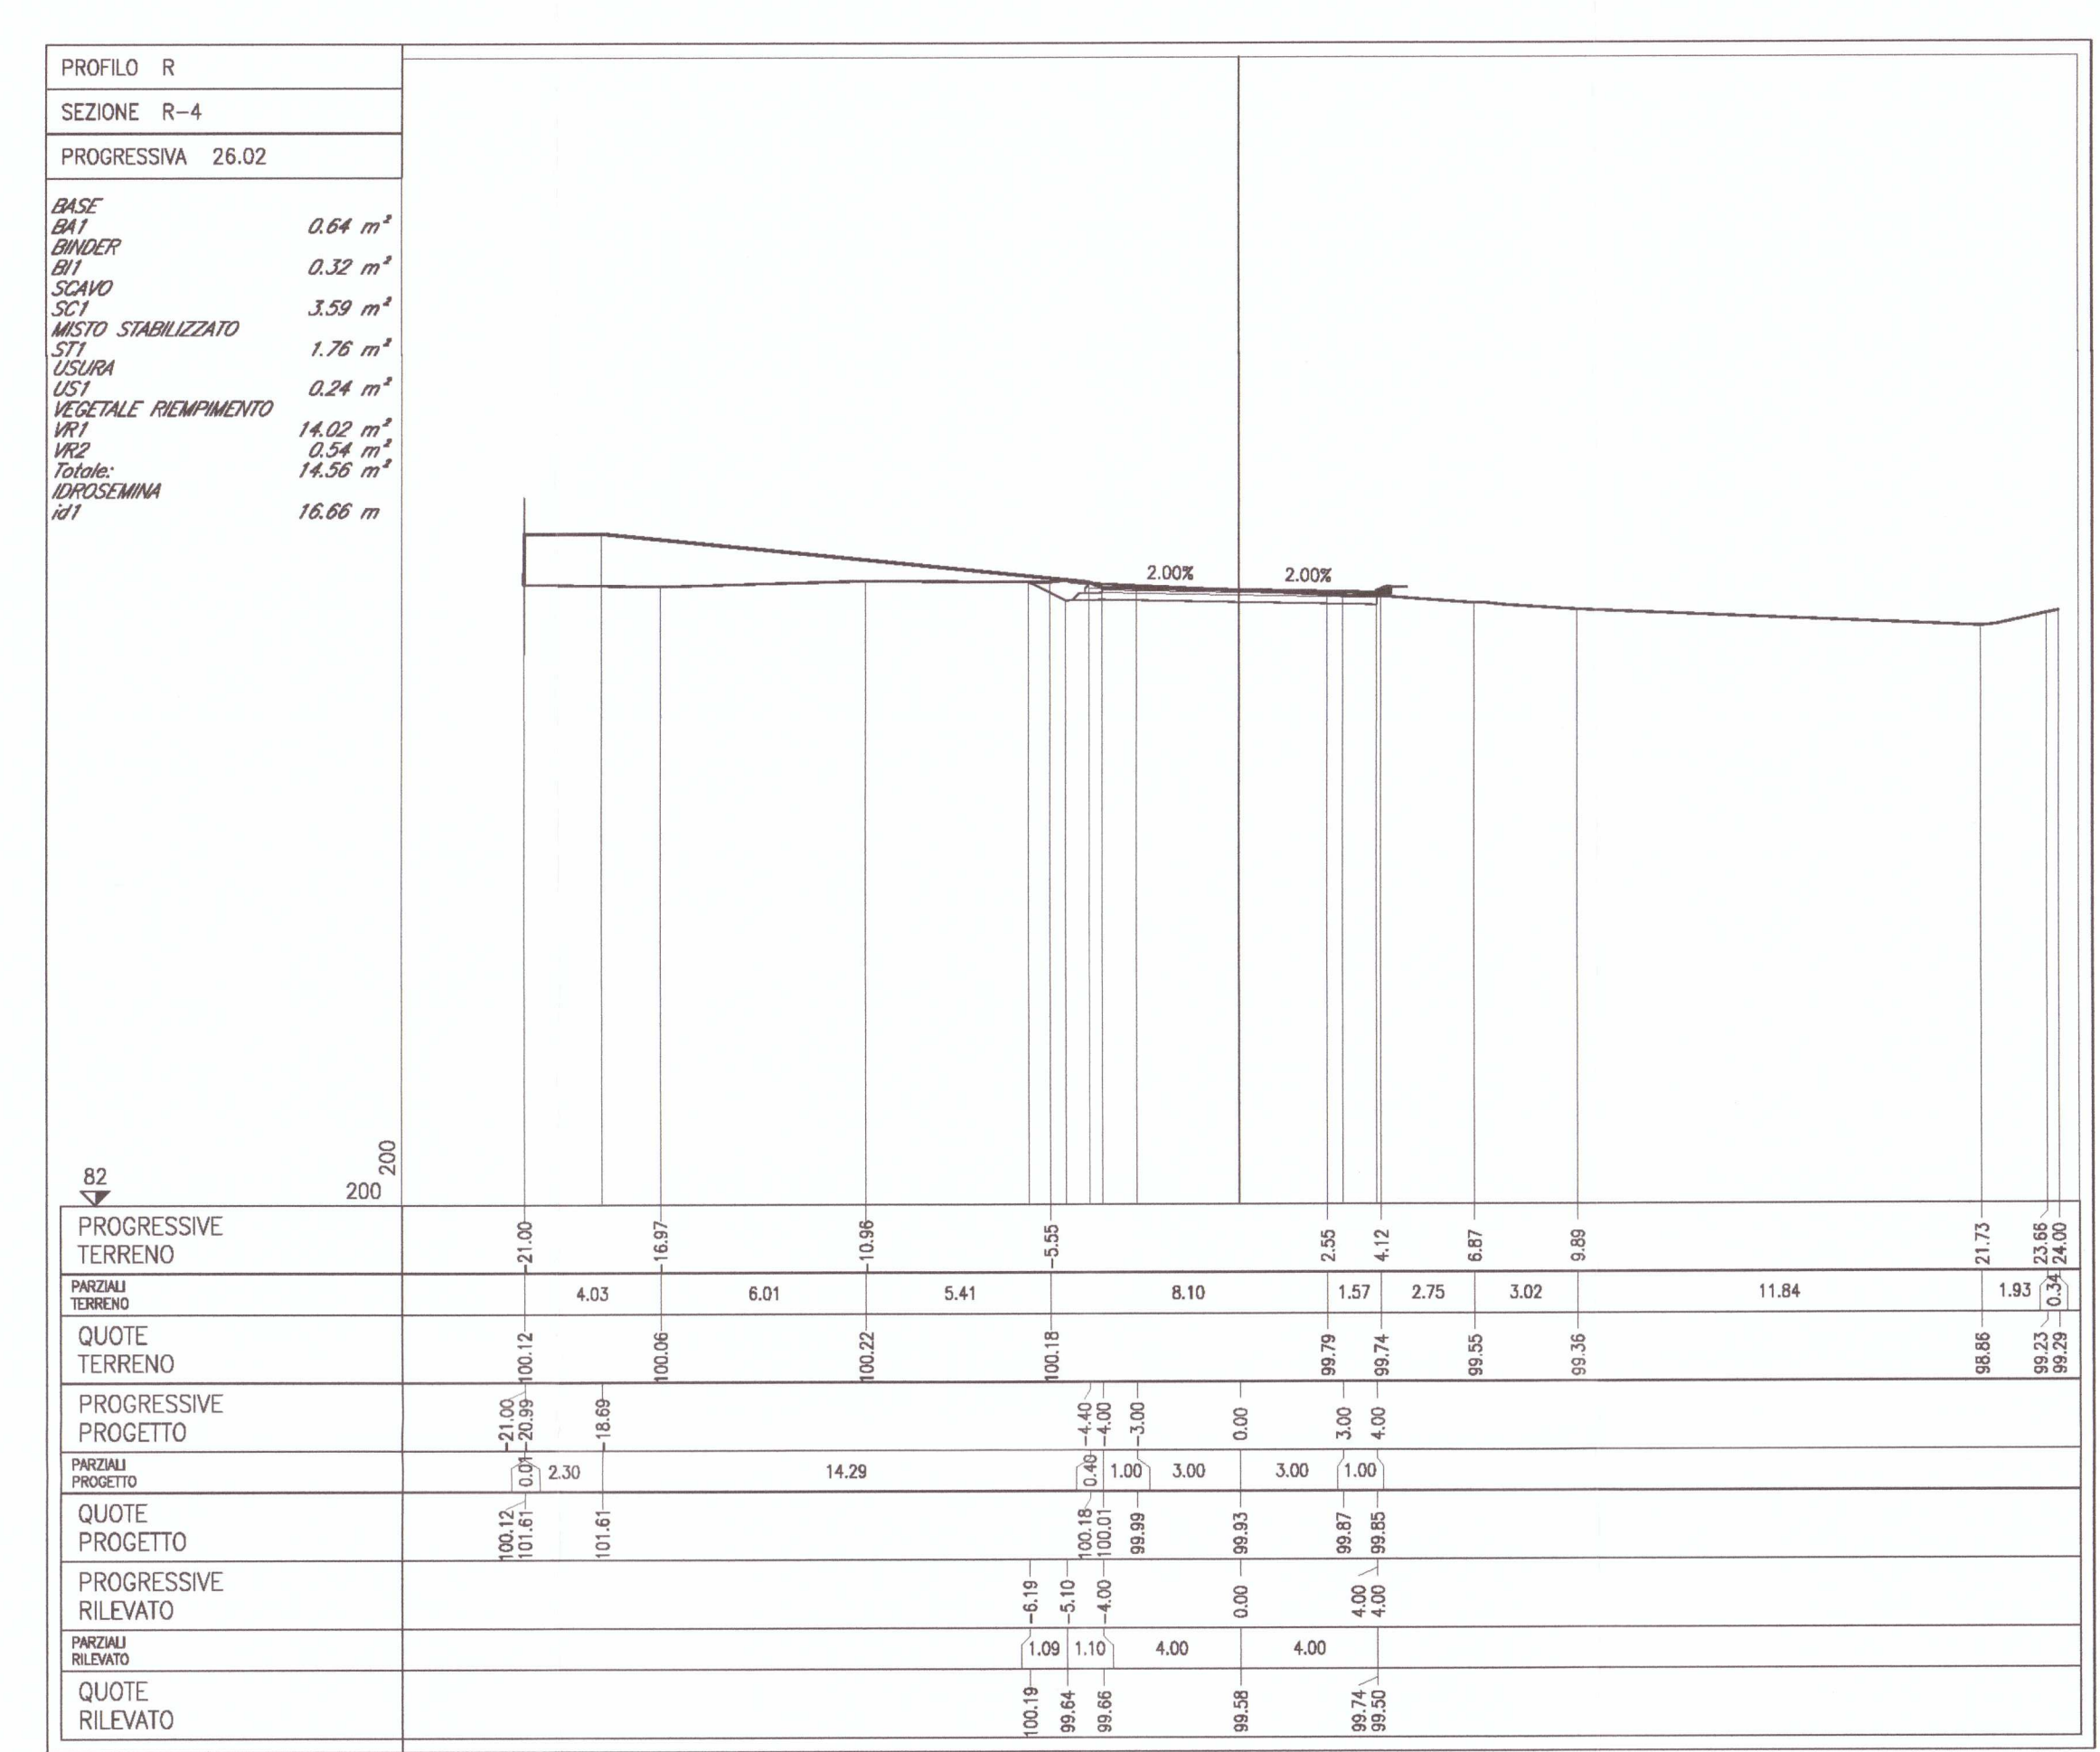 PROFILO R
SEZIONE R-4
PROGRESSIVA 26.02
BASE
BA1 0.64 m²
BINDER
BI1 0.32 m²
SCAVO
SC1 3.59 m²
MISTO STABILIZZATO
ST1 1.76 m²
USURA
US1 0.24 m²
VEGETALE RIEMPIMENTO
VR1 14.02 m²
VR2 0.54 m²
Totale: 14.56 m²
IDROSEMINA
id1 16.66 m
2.00% 2.00%
82
200
200
PROGRESSIVE
TERRENO
-21.00 -16.97 -10.96 -5.55 2.55 4.12 6.87 9.89 21.73 23.66 24.00
PARZIALI
TERRENO
4.03 6.01 5.41 8.10 1.57 2.75 3.02 11.84 1.93 0.34
QUOTE
TERRENO
100.12 100.06 100.22 100.18 99.79 99.74 99.55 99.36 98.86 99.23 99.29
PROGRESSIVE
PROGETTO
-21.00 -20.99 -18.69 -4.40 -4.00 -3.00 0.00 3.00 4.00
PARZIALI
PROGETTO
0.01 2.30 14.29 0.40 1.00 3.00 3.00 1.00
QUOTE
PROGETTO
100.12 101.61 101.61 100.18 100.01 99.99 99.93 99.87 99.85
PROGRESSIVE
RILEVATO
-6.19 -5.10 -4.00 0.00 4.00 4.00
PARZIALI
RILEVATO
1.09 1.10 4.00 4.00
QUOTE
RILEVATO
100.19 99.64 99.66 99.58 99.74 99.50